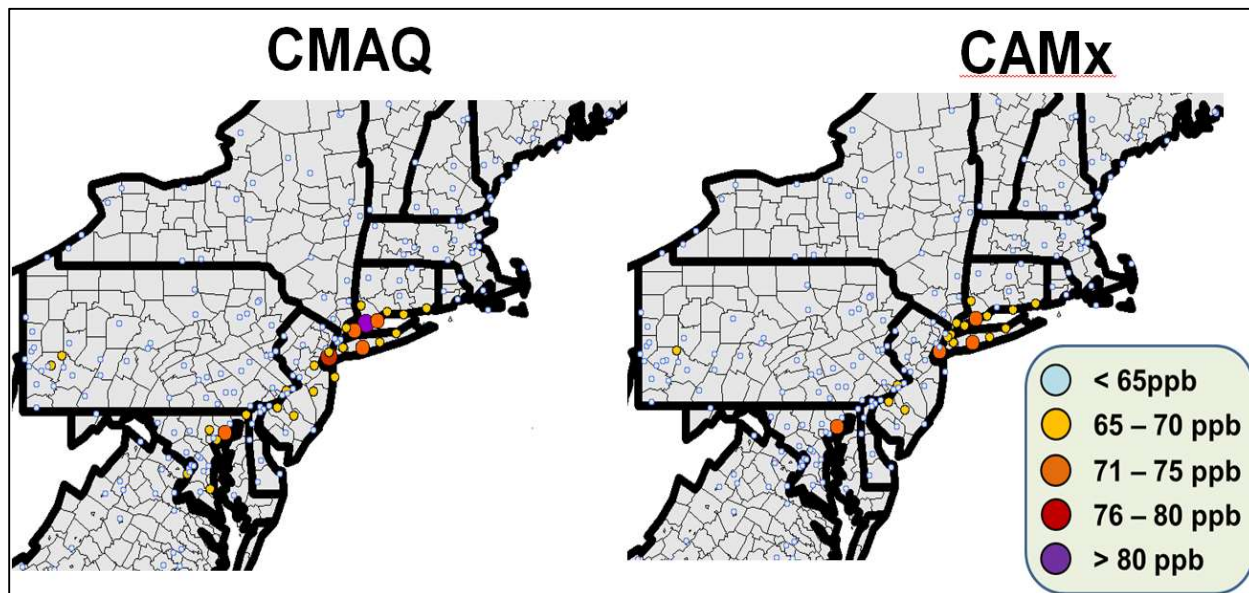 CMAQ
CAMx
< 65ppb
65 – 70 ppb
71 – 75 ppb
76 – 80 ppb
> 80 ppb